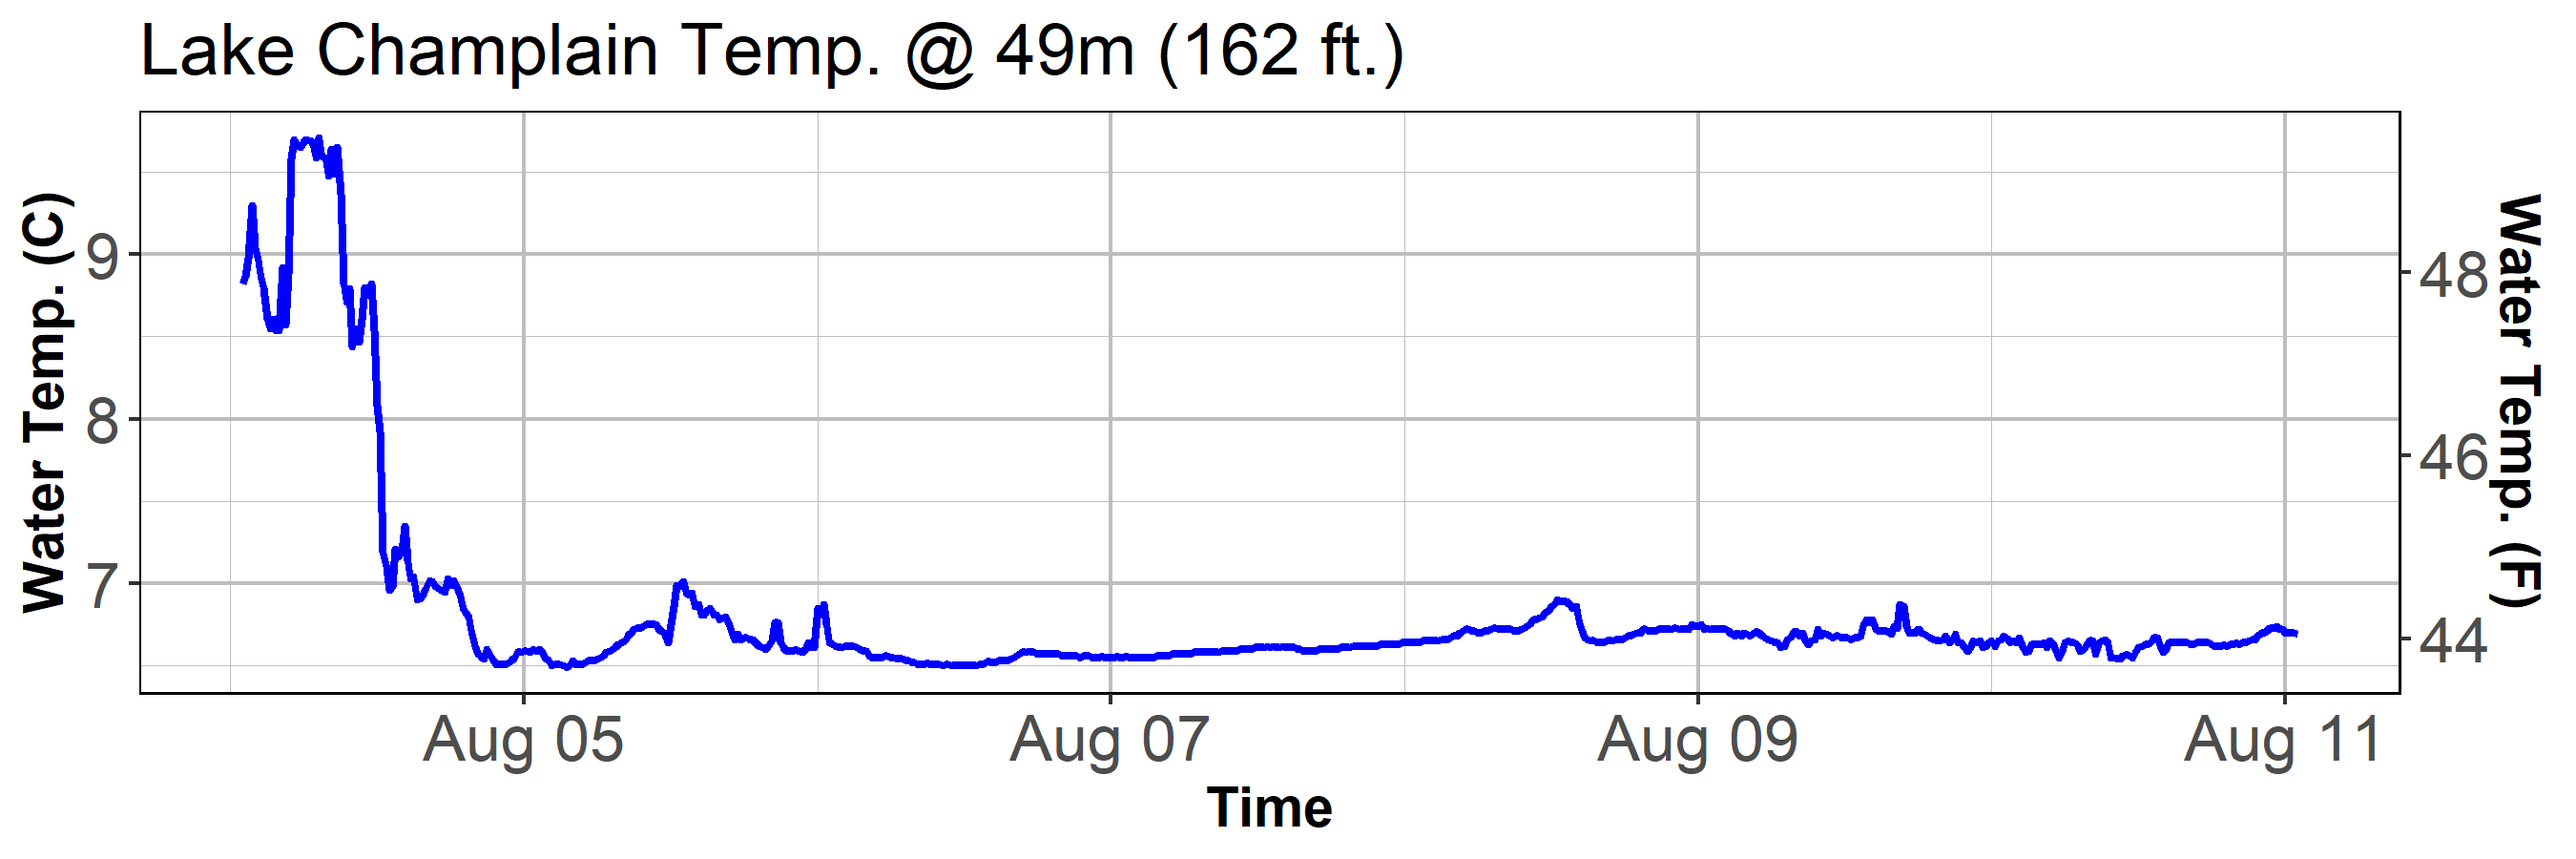 Lake Champlain Temp. @ 49m (162 ft.)
Water Temp. (C)
9
8
7
48
46
44
Water Temp. (F)
Aug 05
Aug 07
Aug 09
Aug 11
Time